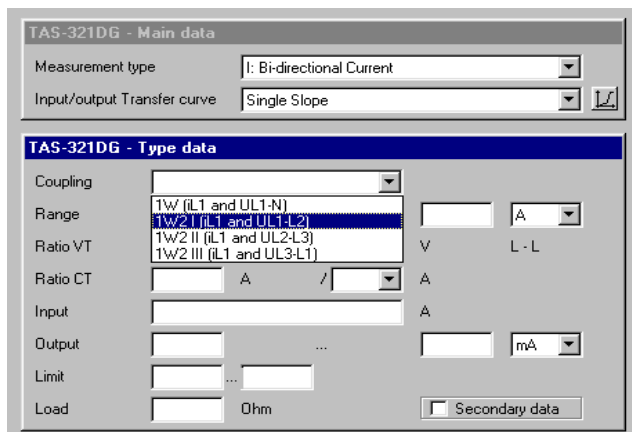 TAS-321DG - Main data
Measurement type I: Bi-directional Current
Input/output Transfer curve Single Slope
TAS-321DG - Type data
Coupling
1W (iL1 and UL1-N)
Range 1W2 I (iL1 and UL1-L2) A
1W2 II (iL1 and UL2-L3)
Ratio VT 1W2 III (iL1 and UL3-L1) V L - L
Ratio CT A / A
Input A
Output ... mA
Limit ...
Load Ohm Secondary data